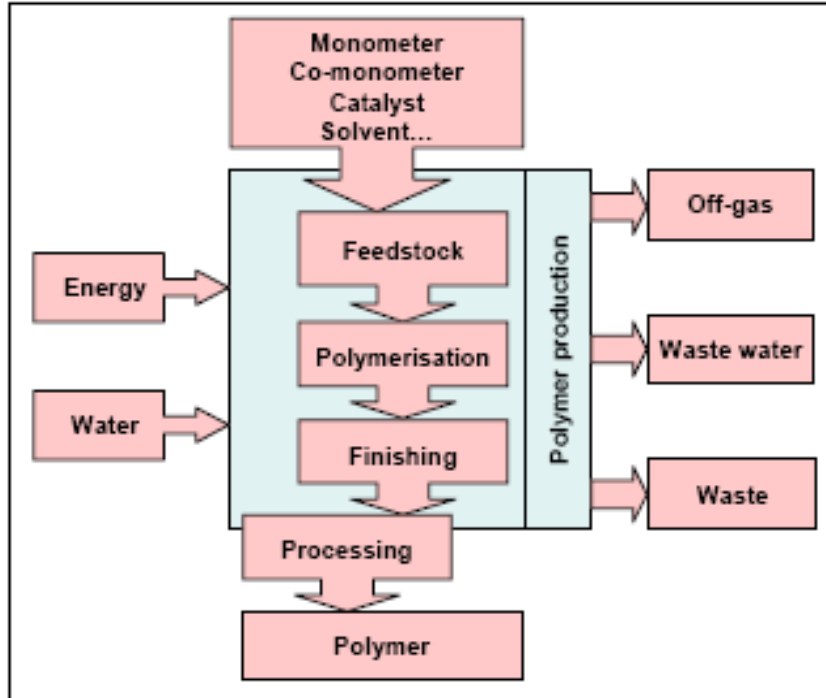 Monometer
Co-monometer
Catalyst
Solvent...
Feedstock
Off-gas
Energy
Polymerisation
Polymer production
Waste water
Water
Finishing
Waste
Processing
Polymer